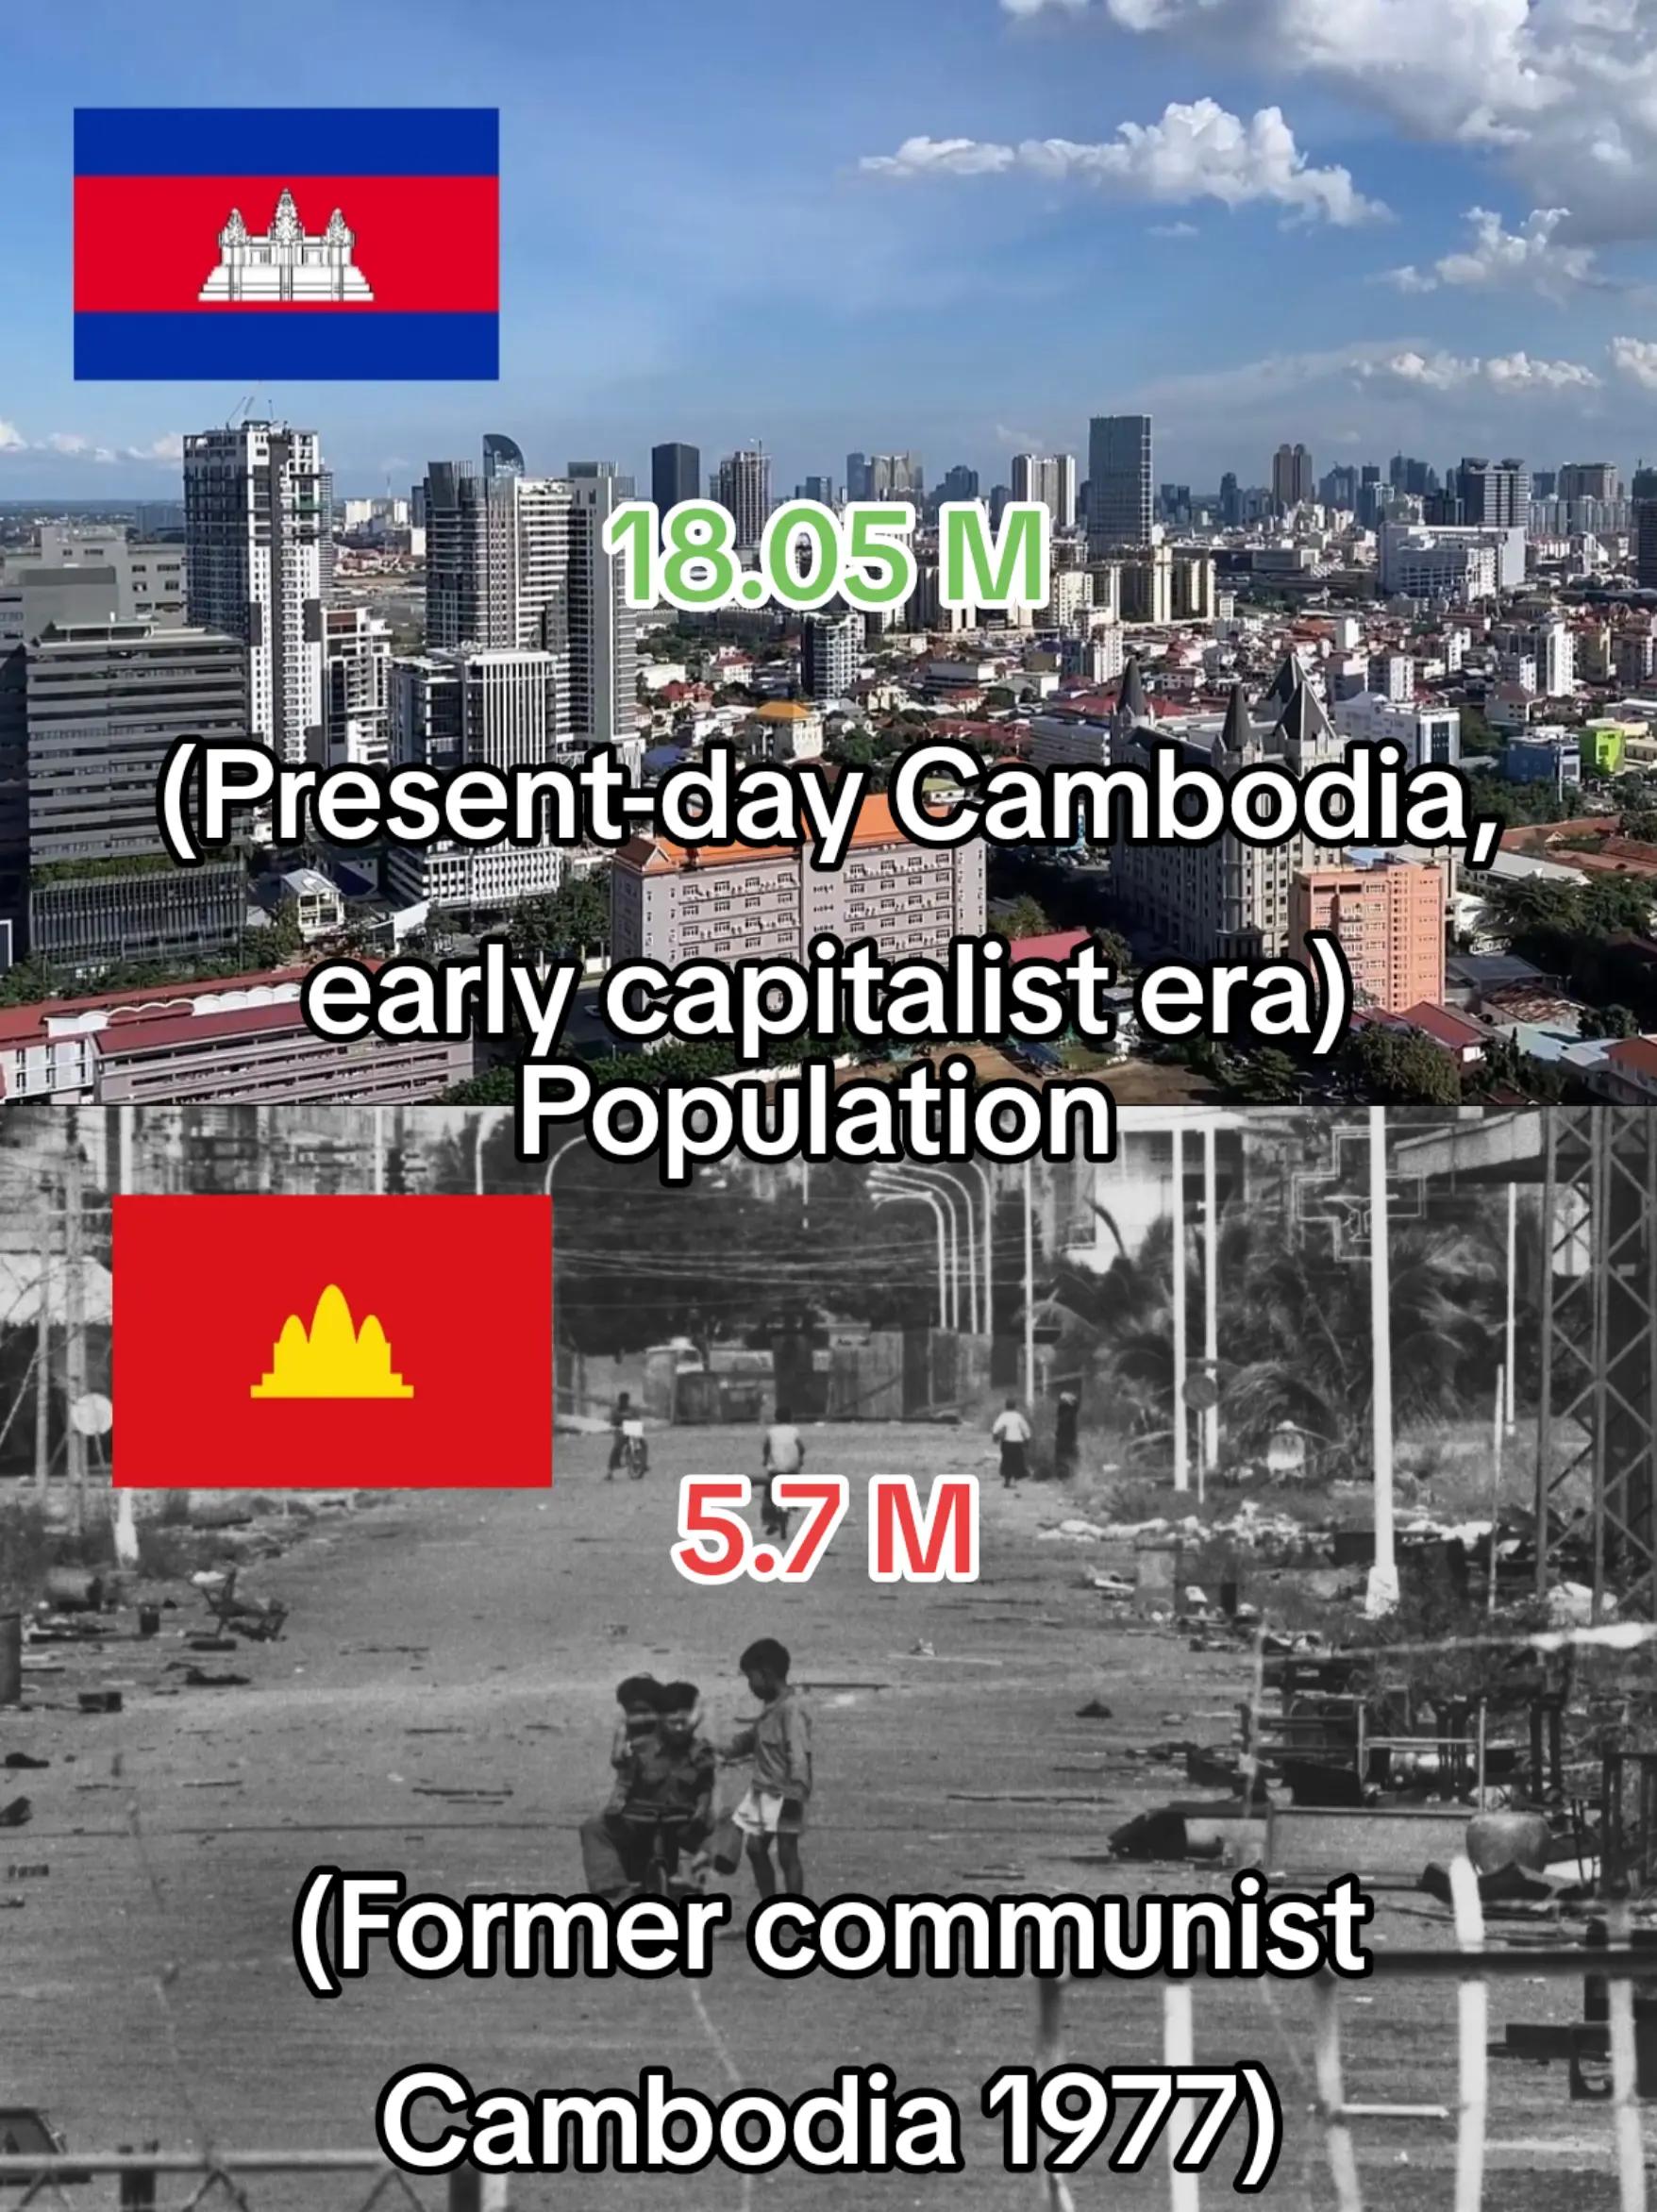 18.05 M
(Present-day Cambodia,
early capitalist era)
Population
5.7 M
(Former communist
Cambodia 1977)